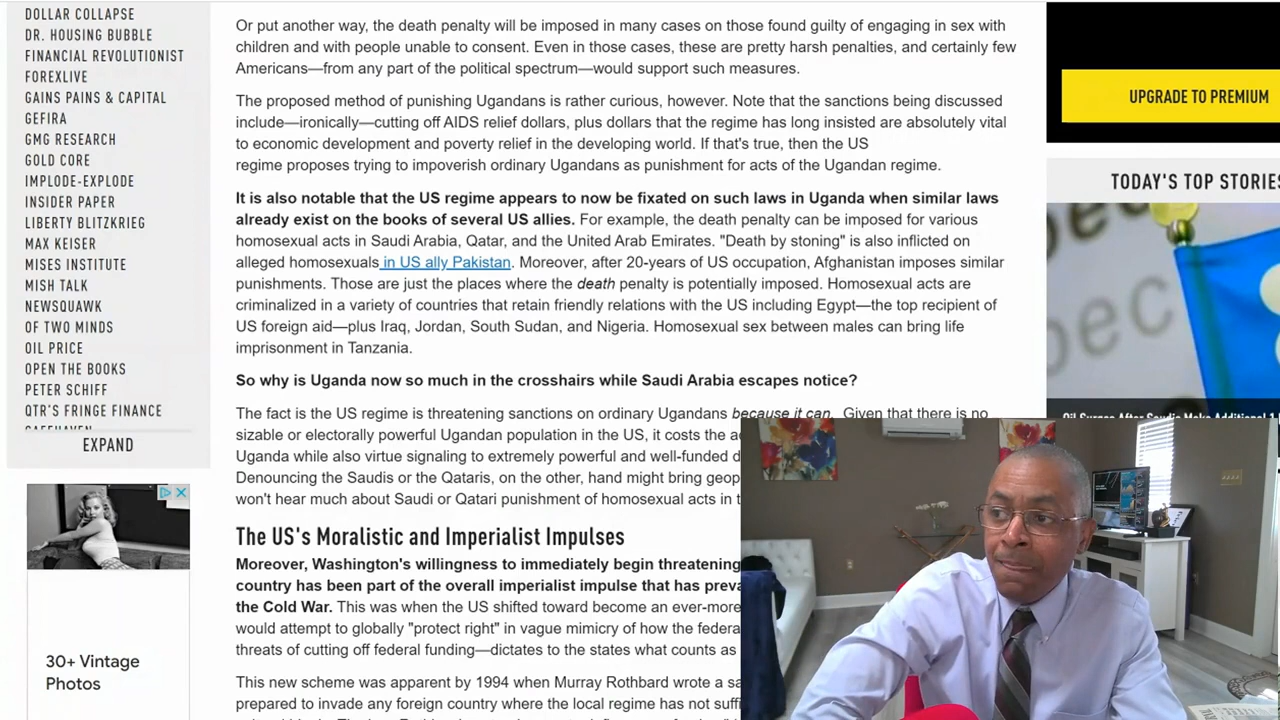 DOLLAR COLLAPSE
DR. HOUSING BUBBLE
FINANCIAL REVOLUTIONIST
FOREXLIVE
GAINS PAINS & CAPITAL
GEFIRA
GMG RESEARCH
GOLD CORE
IMPLODE-EXPLODE
INSIDER PAPER
LIBERTY BLITZKRIEG
MAX KEISER
MISES INSTITUTE
MISH TALK
NEWSQUAWK
OF TWO MINDS
OIL PRICE
OPEN THE BOOKS
PETER SCHIFF
QTR'S FRINGE FINANCE
SAFEHAVEN
EXPAND
30+ Vintage
Photos
Or put another way, the death penalty will be imposed in many cases on those found guilty of engaging in sex with
children and with people unable to consent. Even in those cases, these are pretty harsh penalties, and certainly few
Americans—from any part of the political spectrum—would support such measures.
The proposed method of punishing Ugandans is rather curious, however. Note that the sanctions being discussed
include—ironically—cutting off AIDS relief dollars, plus dollars that the regime has long insisted are absolutely vital
to economic development and poverty relief in the developing world. If that's true, then the US
regime proposes trying to impoverish ordinary Ugandans as punishment for acts of the Ugandan regime.
It is also notable that the US regime appears to now be fixated on such laws in Uganda when similar laws
already exist on the books of several US allies. For example, the death penalty can be imposed for various
homosexual acts in Saudi Arabia, Qatar, and the United Arab Emirates. "Death by stoning" is also inflicted on
alleged homosexuals in US ally Pakistan. Moreover, after 20-years of US occupation, Afghanistan imposes similar
punishments. Those are just the places where the death penalty is potentially imposed. Homosexual acts are
criminalized in a variety of countries that retain friendly relations with the US including Egypt—the top recipient of
US foreign aid—plus Iraq, Jordan, South Sudan, and Nigeria. Homosexual sex between males can bring life
imprisonment in Tanzania.
So why is Uganda now so much in the crosshairs while Saudi Arabia escapes notice?
The fact is the US regime is threatening sanctions on ordinary Ugandans because it can. Given that there is no
sizable or electorally powerful Ugandan population in the US, it costs the
Uganda while also virtue signaling to extremely powerful and well-funded
Denouncing the Saudis or the Qataris, on the other, hand might bring
won't hear much about Saudi or Qatari punishment of homosexual acts in
The US's Moralistic and Imperialist Impulses
Moreover, Washington's willingness to immediately begin threatening
country has been part of the overall imperialist impulse that has
the Cold War. This was when the US shifted toward become an ever-more
would attempt to globally "protect right" in vague mimicry of how the
threats of cutting off federal funding—dictates to the states what counts as
This new scheme was apparent by 1994 when Murray Rothbard wrote a
prepared to invade any foreign country where the local regime has not
UPGRADE TO PREMIUM
TODAY'S TOP STORIES
Oil Surges After Saudis Make Additional 1